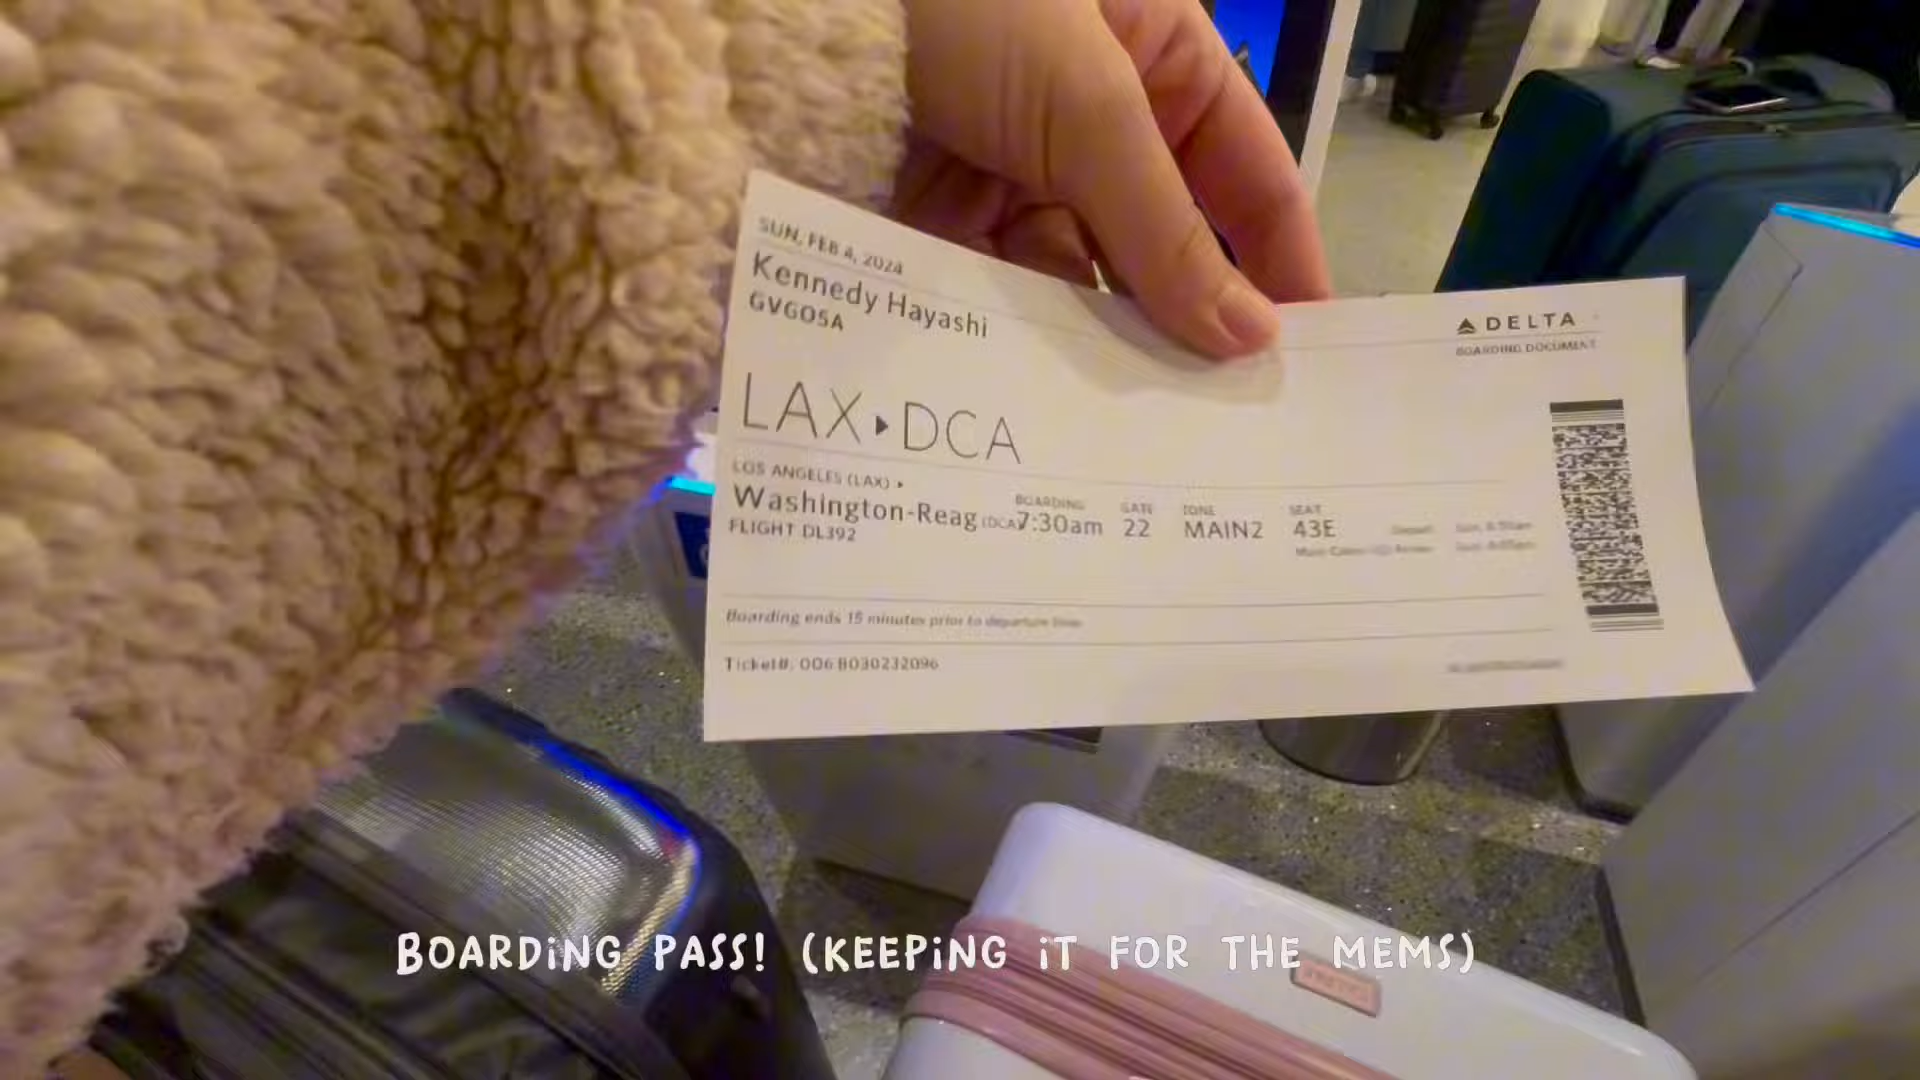 SUN, FEB 4, 2024
Kennedy Hayashi
GVGO5A
DELTA
BOARDING DOCUMENT
LAX▸DCA
LOS ANGELES (LAX) ▸
Washington-Reag (DCA)
FLIGHT DL392
BOARDING
7:30am
GATE
22
ZONE
MAIN2
SEAT
43E
Boarding ends 15 minutes prior to departure time
Ticket#: 006 8030232096
BOARDING PASS! (KEEPING IT FOR THE MEMS)